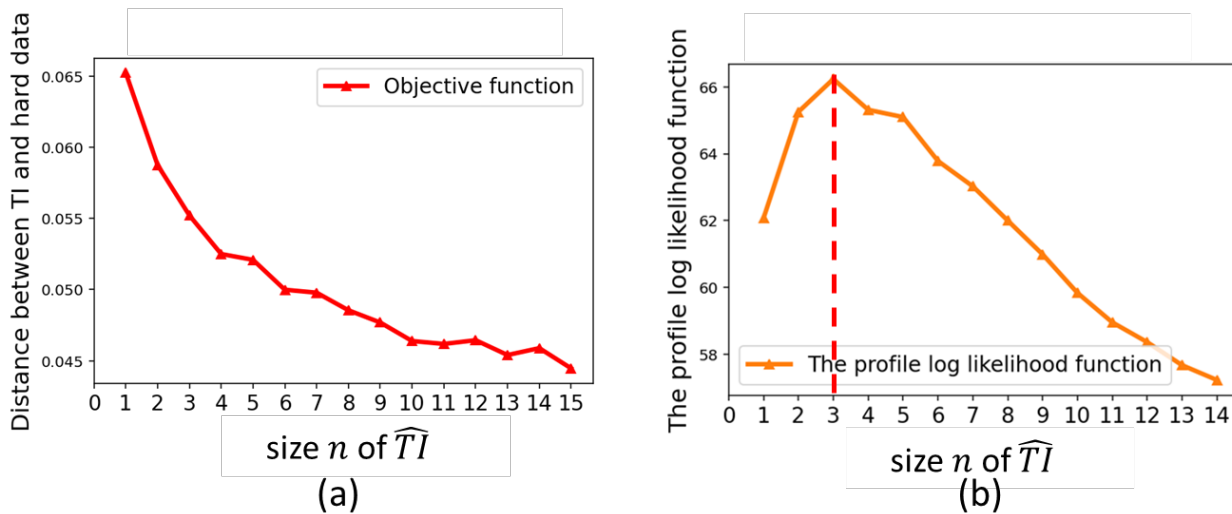 Distance between TI and hard data
0.065
0.060
0.055
0.050
0.045
Objective function
0 1 2 3 4 5 6 7 8 9 10 11 12 13 14 15
size n of \widehat{TI}
(a)
The profile log likelihood function
66
64
62
60
58
The profile log likelihood function
0 1 2 3 4 5 6 7 8 9 10 11 12 13 14
size n of \widehat{TI}
(b)